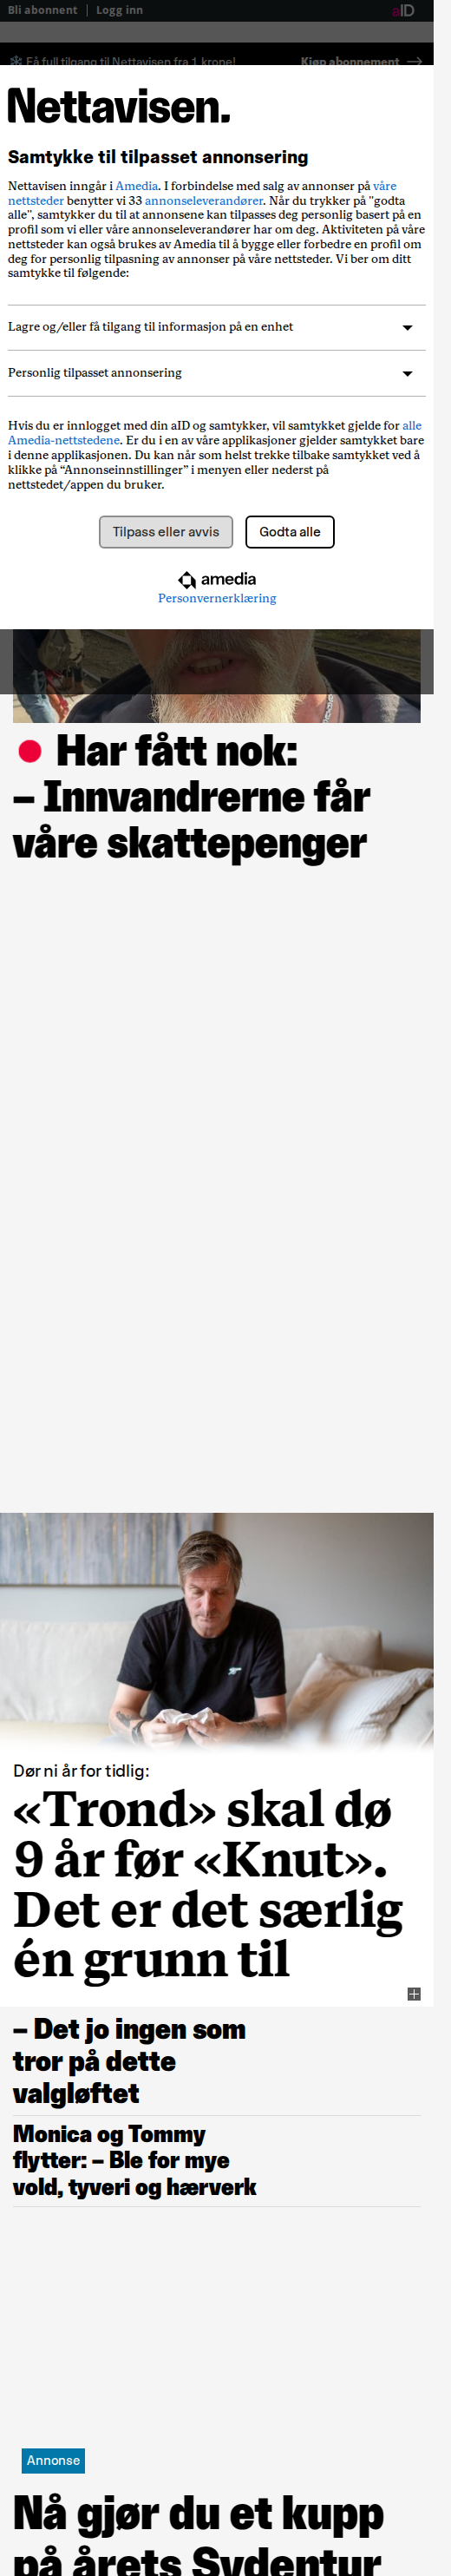 Bli abonnent | Logg inn
aID
Få full tilgang til Nettavisen fra 1 krone!
Kjøp abonnement
Nettavisen.
Samtykke til tilpasset annonsering
Nettavisen inngår i Amedia. I forbindelse med salg av annonser på våre
nettsteder benytter vi 33 annonseleverandører. Når du trykker på "godta
alle", samtykker du til at annonsene kan tilpasses deg personlig basert på en
profil som vi eller våre annonseleverandører har om deg. Aktiviteten på våre
nettsteder kan også brukes av Amedia til å bygge eller forbedre en profil om
deg for personlig tilpasning av annonser på våre nettsteder. Vi ber om ditt
samtykke til følgende:
Lagre og/eller få tilgang til informasjon på en enhet
Personlig tilpasset annonsering
Hvis du er innlogget med din aID og samtykker, vil samtykket gjelde for alle
Amedia-nettstedene. Er du i en av våre applikasjoner gjelder samtykket bare
i denne applikasjonen. Du kan når som helst trekke tilbake samtykket ved å
klikke på “Annonseinnstillinger” i menyen eller nederst på
nettstedet/appen du bruker.
Tilpass eller avvis
Godta alle
amedia
Personvernerklæring
Har fått nok:
– Innvandrerne får
våre skattepenger
Dør ni år for tidlig:
«Trond» skal dø
9 år før «Knut».
Det er det særlig
én grunn til
– Det jo ingen som
tror på dette
valgløftet
Monica og Tommy
flytter: – Ble for mye
vold, tyveri og hærverk
Annonse
Nå gjør du et kupp
på årets Sydentur